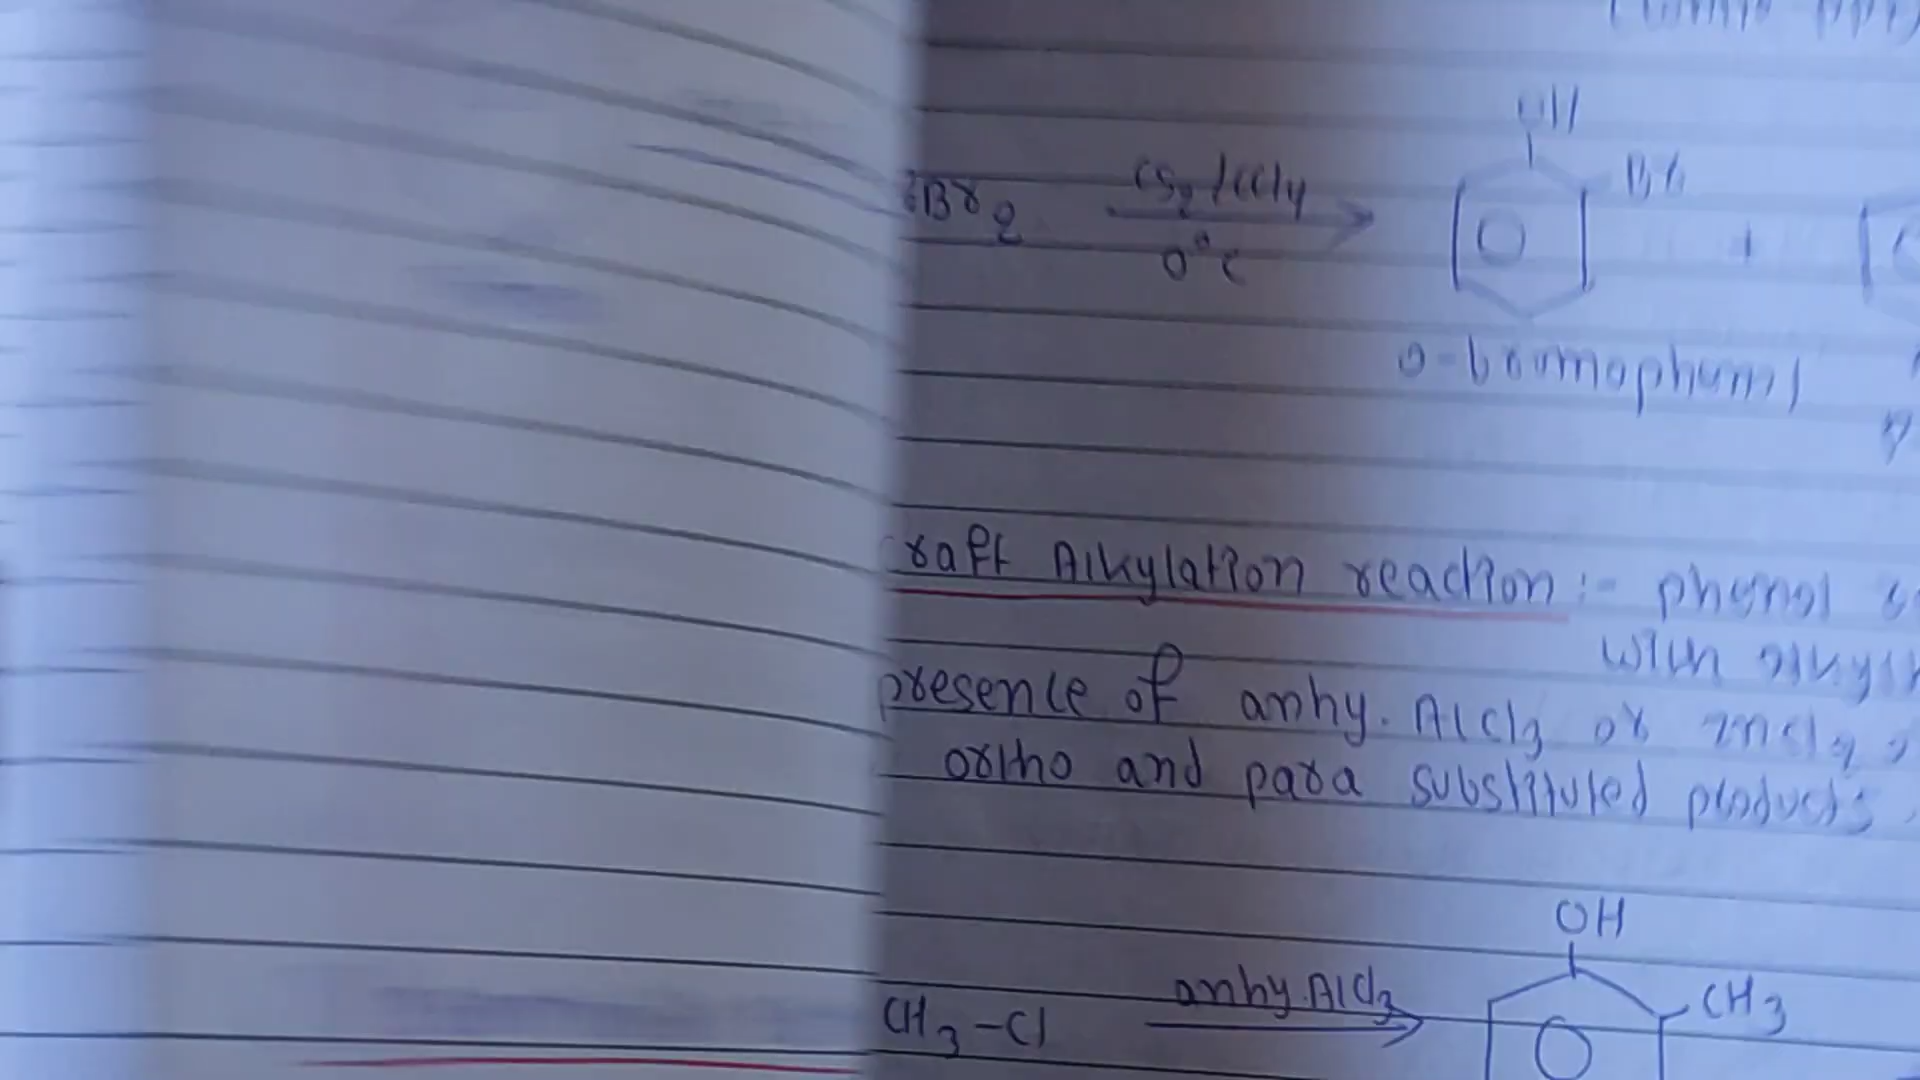 OH
Br2 CS2/CCl4 Br
0°C +
o-bromophenol
raft Alkylation reaction :- phenol
with
presence of anhy. AlCl3 or ZnCl2
ortho and para substituted products.
OH
CH3-Cl anhy. AlCl3 CH3